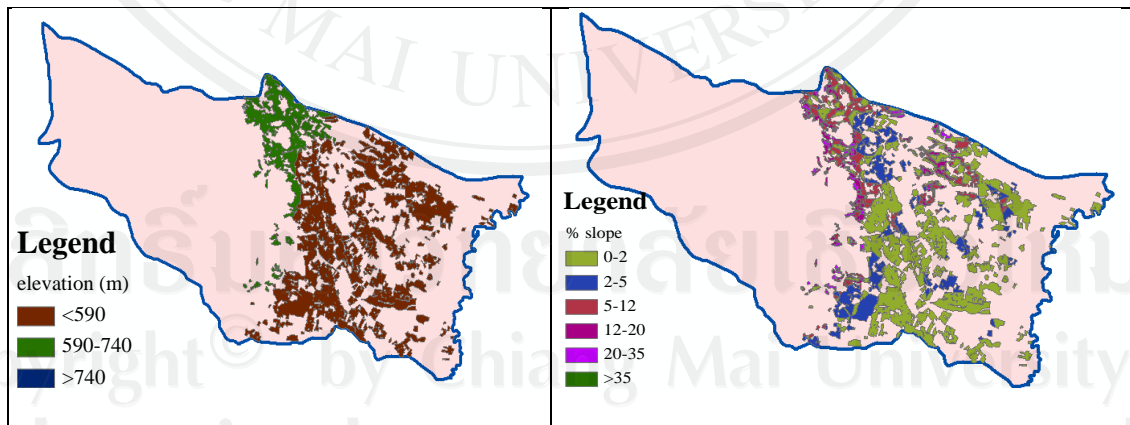 MAI UNIVERS
Legend
elevation (m)
<590
590-740
>740
Legend
% slope
0-2
2-5
5-12
12-20
20-35
>35
by Chiang Mai University